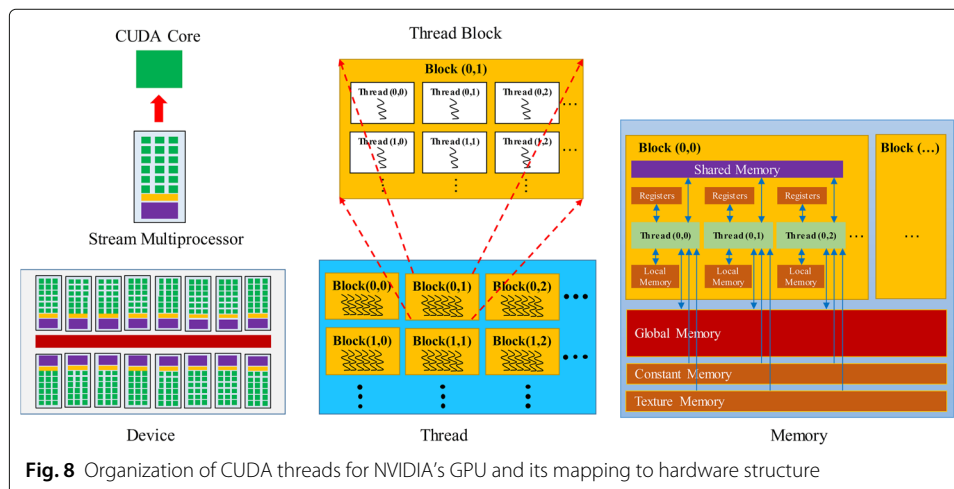 CUDA Core
Stream Multiprocessor
Device
Thread Block
Block (0,1)
Thread (0,0) Thread (0,1) Thread (0,2) ...
Thread (1,0) Thread (1,1) Thread (1,2) ...
Block(0,0) Block(0,1) Block(0,2)
Block(1,0) Block(1,1) Block(1,2)
Thread
Block (0,0) Block (...)
Shared Memory
Registers Registers Registers
Thread (0,0) Thread (0,1) Thread (0,2) ... ...
Local Local Local
Memory Memory Memory
Global Memory
Constant Memory
Texture Memory
Memory
Fig. 8 Organization of CUDA threads for NVIDIA's GPU and its mapping to hardware structure